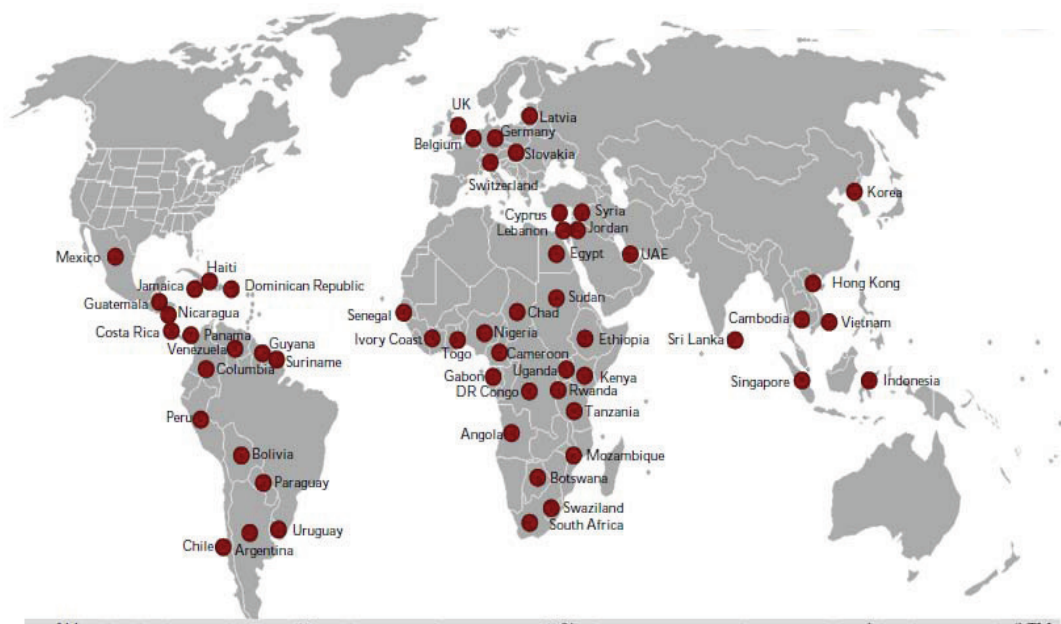 UK
Latvia
Germany
Belgium
Slovakia
Switzerland
Korea
Cyprus
Syria
Lebanon
Jordan
Mexico
Egypt
UAE
Haiti
Jamaica
Dominican Republic
Hong Kong
Guatemala
Nicaragua
Senegal
Chad
Sudan
Cambodia
Vietnam
Costa Rica
Panama
Ivory Coast
Togo
Nigeria
Ethiopia
Sri Lanka
Venezuela
Guyana
Cameroon
Suriname
Columbia
Uganda
Gabon
Kenya
Singapore
Indonesia
DR Congo
Rwanda
Peru
Tanzania
Angola
Bolivia
Mozambique
Paraguay
Botswana
Swaziland
South Africa
Uruguay
Chile
Argentina